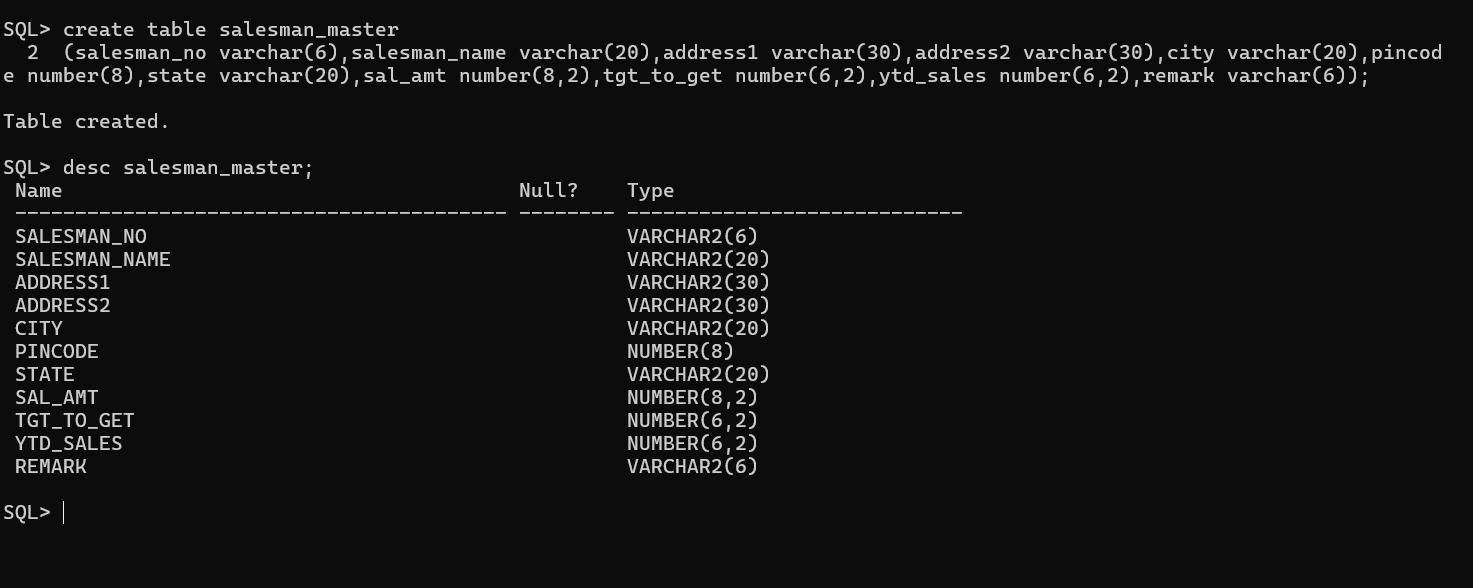 SQL> create table salesman_master
  2  (salesman_no varchar(6),salesman_name varchar(20),address1 varchar(30),address2 varchar(30),city varchar(20),pincod
e number(8),state varchar(20),sal_amt number(8,2),tgt_to_get number(6,2),ytd_sales number(6,2),remark varchar(6));
Table created.
SQL> desc salesman_master;
 Name                                      Null?    Type
 ----------------------------------------- -------- ----------------------------
 SALESMAN_NO                                        VARCHAR2(6)
 SALESMAN_NAME                                      VARCHAR2(20)
 ADDRESS1                                           VARCHAR2(30)
 ADDRESS2                                           VARCHAR2(30)
 CITY                                               VARCHAR2(20)
 PINCODE                                            NUMBER(8)
 STATE                                              VARCHAR2(20)
 SAL_AMT                                            NUMBER(8,2)
 TGT_TO_GET                                         NUMBER(6,2)
 YTD_SALES                                          NUMBER(6,2)
 REMARK                                             VARCHAR2(6)
SQL>